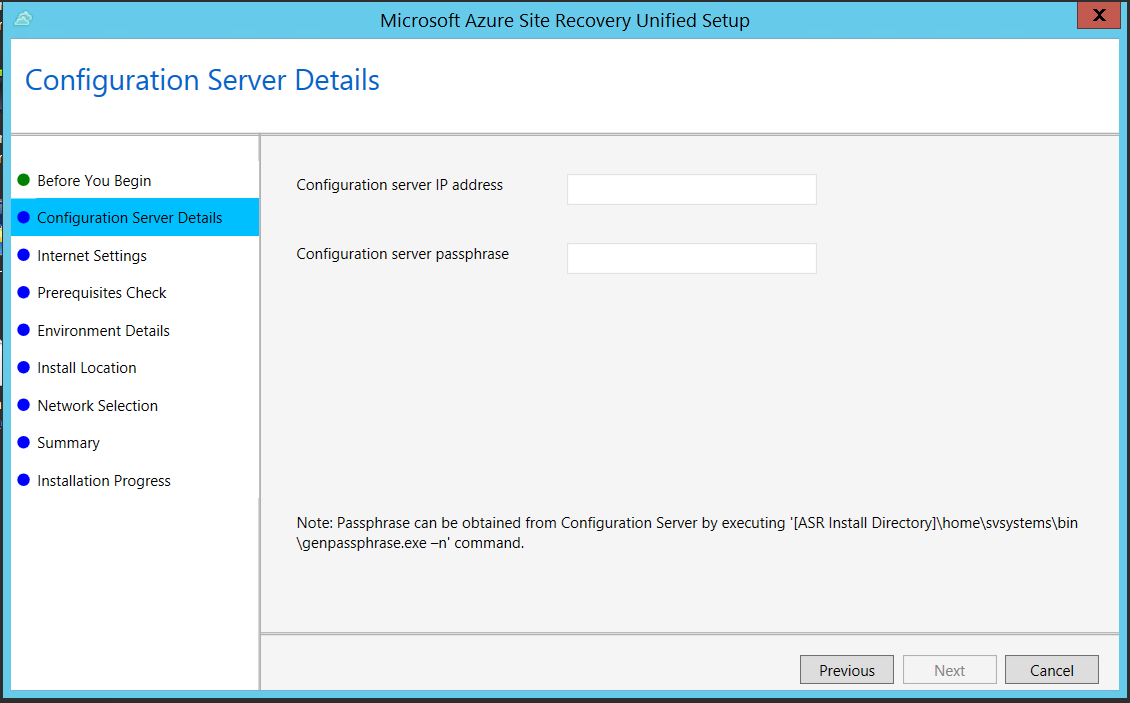 Microsoft Azure Site Recovery Unified Setup
X
Configuration Server Details
Before You Begin
Configuration Server Details
Internet Settings
Prerequisites Check
Environment Details
Install Location
Network Selection
Summary
Installation Progress
Configuration server IP address
Configuration server passphrase
Note: Passphrase can be obtained from Configuration Server by executing '[ASR Install Directory]\home\svsystems\bin
\genpassphrase.exe –n' command.
Previous
Next
Cancel